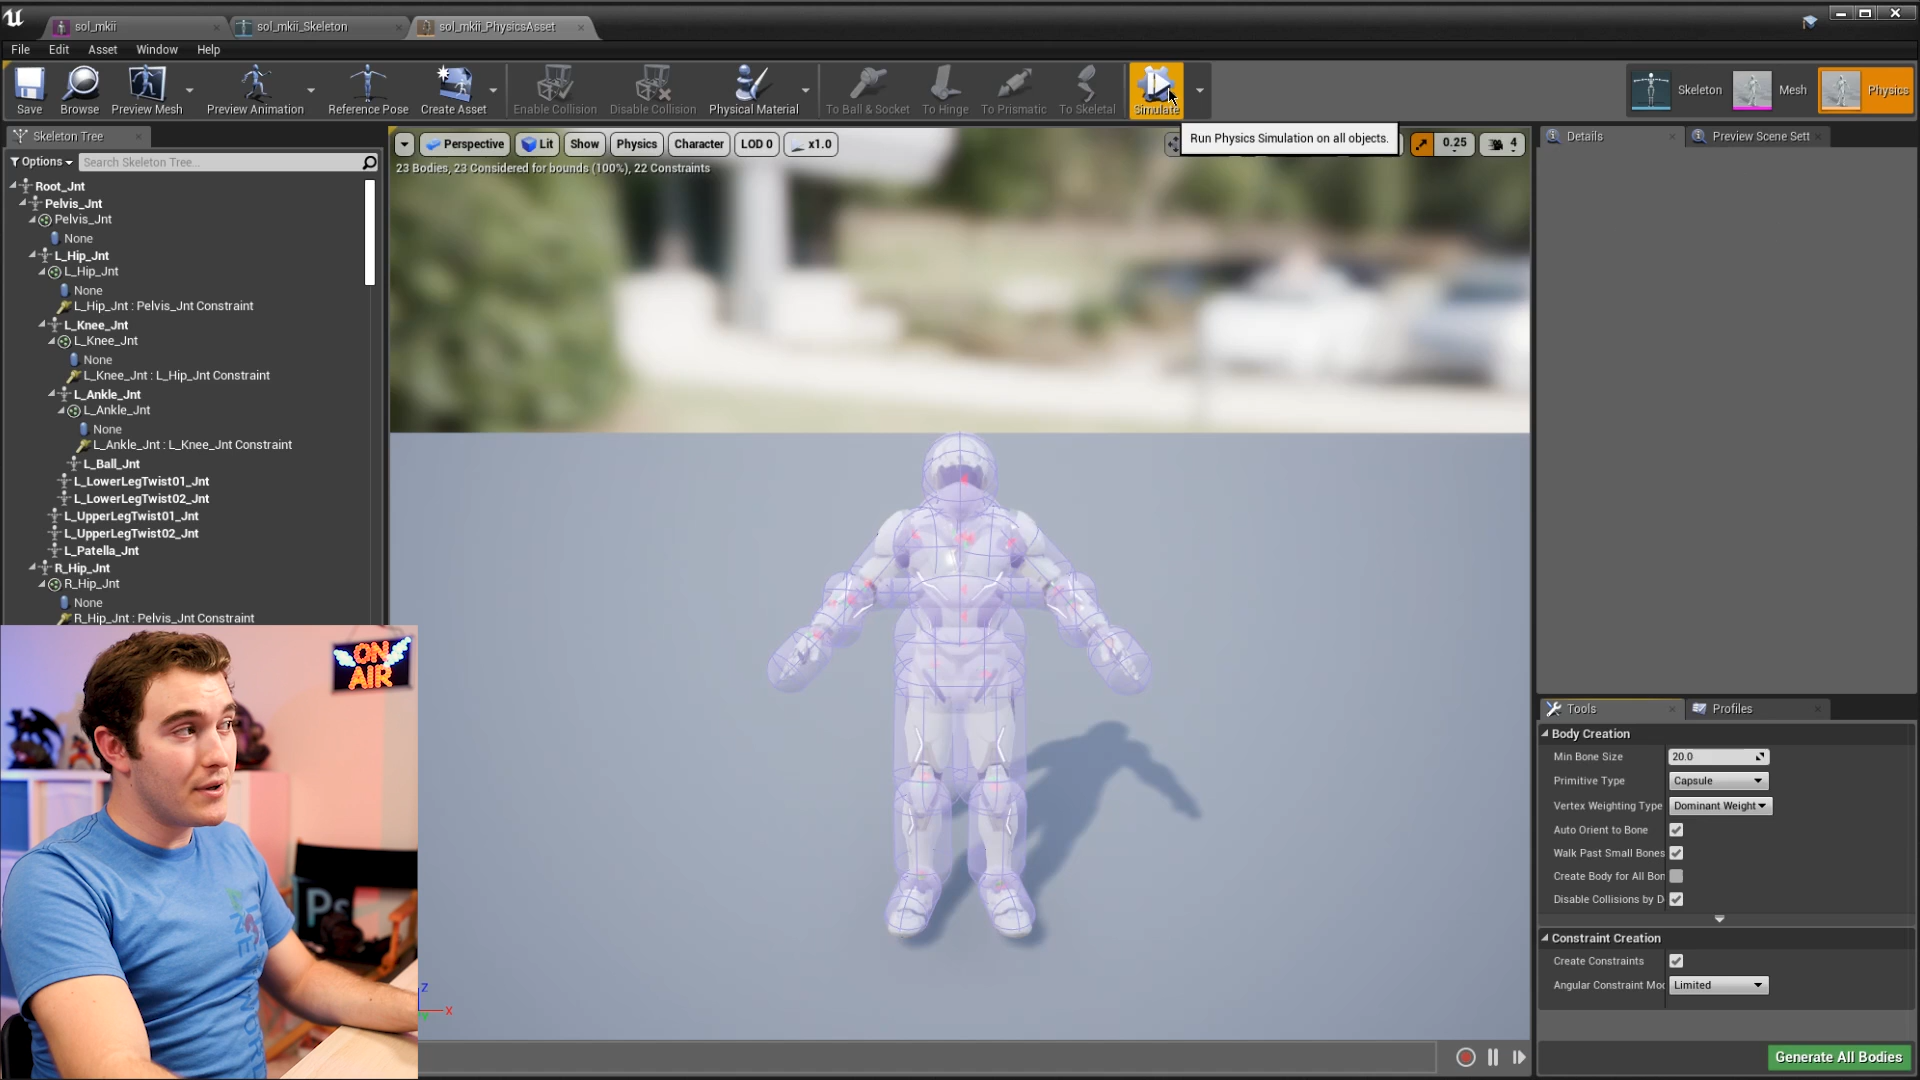 sol_mkii
sol_mkii_Skeleton
sol_mkii_PhysicsAsset
File Edit Asset Window Help
Save
Browse
Preview Mesh
Preview Animation
Reference Pose
Create Asset
Enable Collision
Disable Collision
Physical Material
To Ball & Socket
To Hinge
To Prismatic
To Skeletal
Simulate
Skeleton
Mesh
Physics
Run Physics Simulation on all objects.
Skeleton Tree
Options
Search Skeleton Tree...
Root_Jnt
Pelvis_Jnt
Pelvis_Jnt
None
L_Hip_Jnt
L_Hip_Jnt
None
L_Hip_Jnt : Pelvis_Jnt Constraint
L_Knee_Jnt
L_Knee_Jnt
None
L_Knee_Jnt : L_Hip_Jnt Constraint
L_Ankle_Jnt
L_Ankle_Jnt
None
L_Ankle_Jnt : L_Knee_Jnt Constraint
L_Ball_Jnt
L_LowerLegTwist01_Jnt
L_LowerLegTwist02_Jnt
L_UpperLegTwist01_Jnt
L_UpperLegTwist02_Jnt
L_Patella_Jnt
R_Hip_Jnt
R_Hip_Jnt
None
R_Hip_Jnt : Pelvis_Jnt Constraint
Perspective
Lit
Show
Physics
Character
LOD 0
x1.0
0.25
4
23 Bodies, 23 Considered for bounds (100%), 22 Constraints
ON
AIR
Ps
Z
X
Details
Preview Scene Sett
Tools
Profiles
Body Creation
Min Bone Size 20.0
Primitive Type Capsule
Vertex Weighting Type Dominant Weight
Auto Orient to Bone
Walk Past Small Bones
Create Body for All Bon
Disable Collisions by D
Constraint Creation
Create Constraints
Angular Constraint Mod Limited
Generate All Bodies